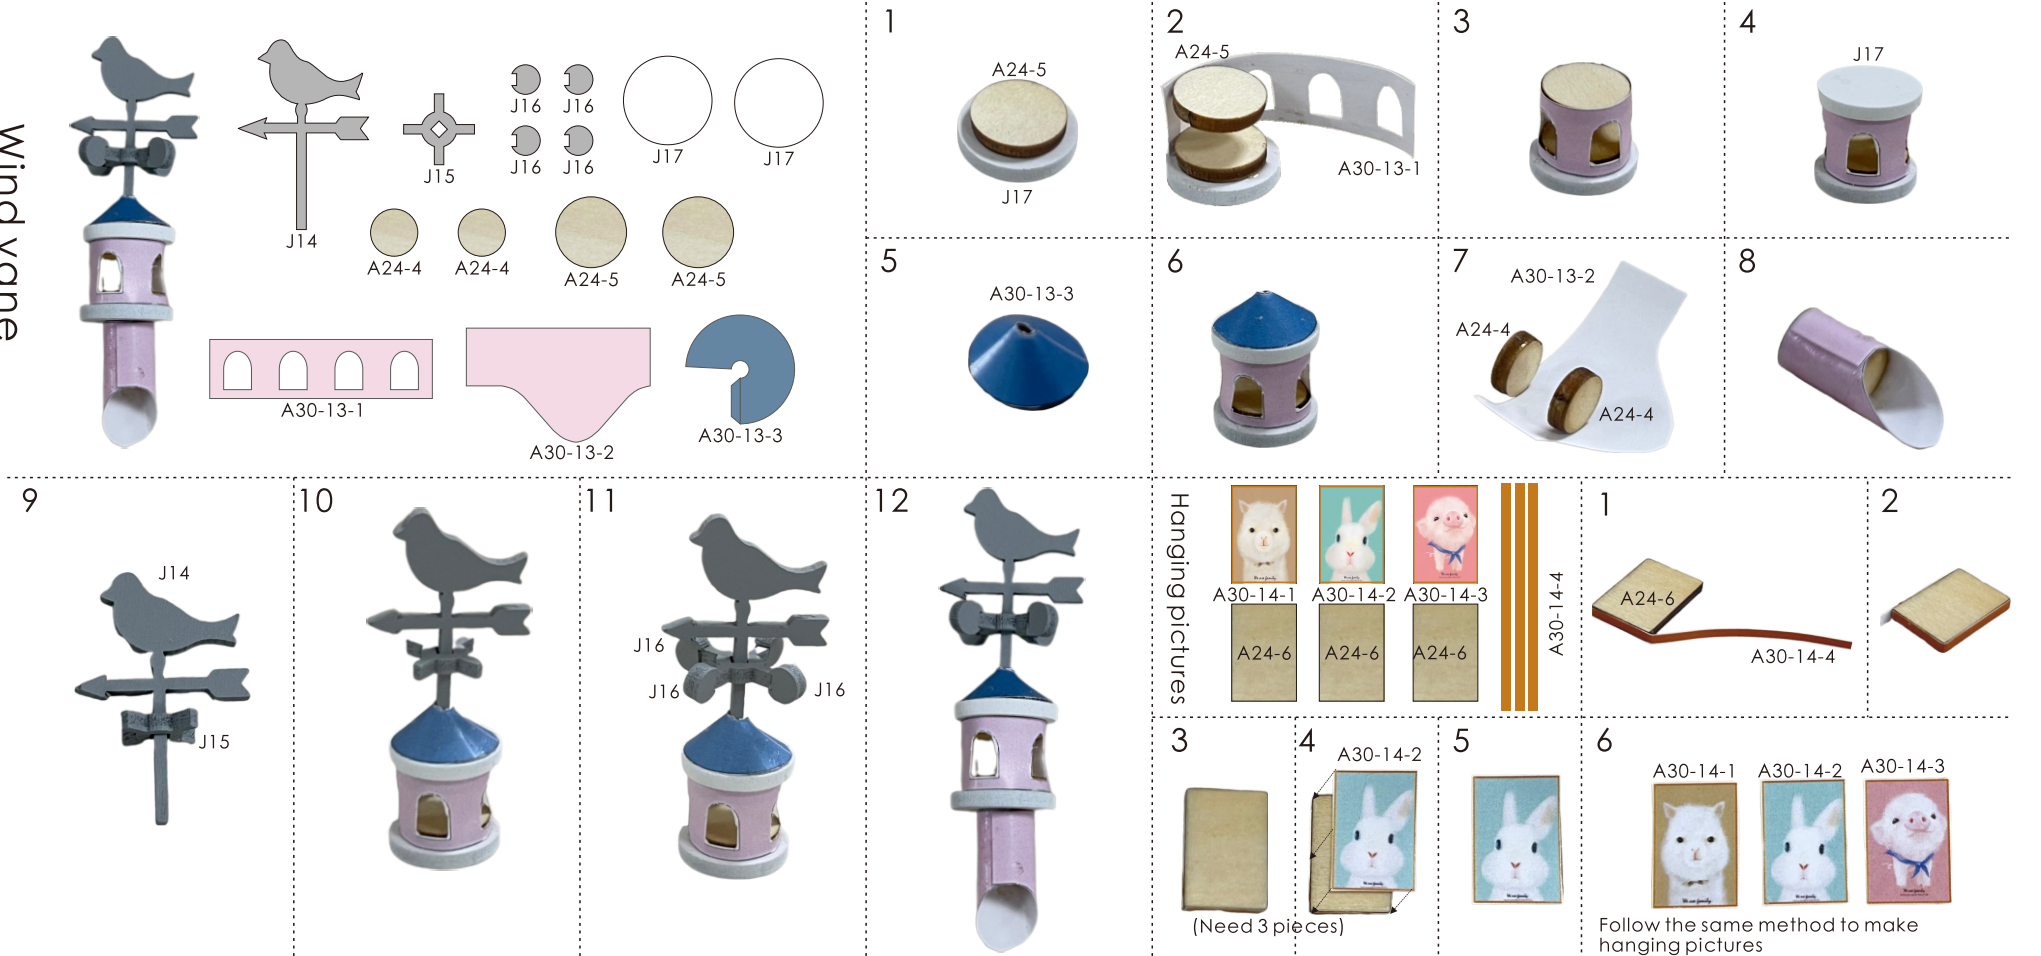 Wind vane
J14
J15
J16
J16
J16
J16
J17
J17
A24-4
A24-4
A24-5
A24-5
A30-13-1
A30-13-2
A30-13-3
1
A24-5
J17
2
A24-5
A30-13-1
3
4
J17
5
A30-13-3
6
7
A30-13-2
A24-4
A24-4
8
9
J14
J15
10
11
J16
J16
J16
12
Hanging pictures
A30-14-1
A30-14-2
A30-14-3
A24-6
A24-6
A24-6
A30-14-4
1
A24-6
A30-14-4
2
3
(Need 3 pieces)
4
A30-14-2
5
6
A30-14-1
A30-14-2
A30-14-3
Follow the same method to make
hanging pictures